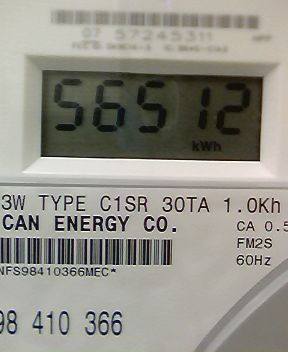 07 57245311
56512
kWh
3W TYPE C1SR 30TA 1.0Kh
CAN ENERGY CO.
CA 0.5
FM2S
60Hz
NFS98410366MEC*
98 410 366